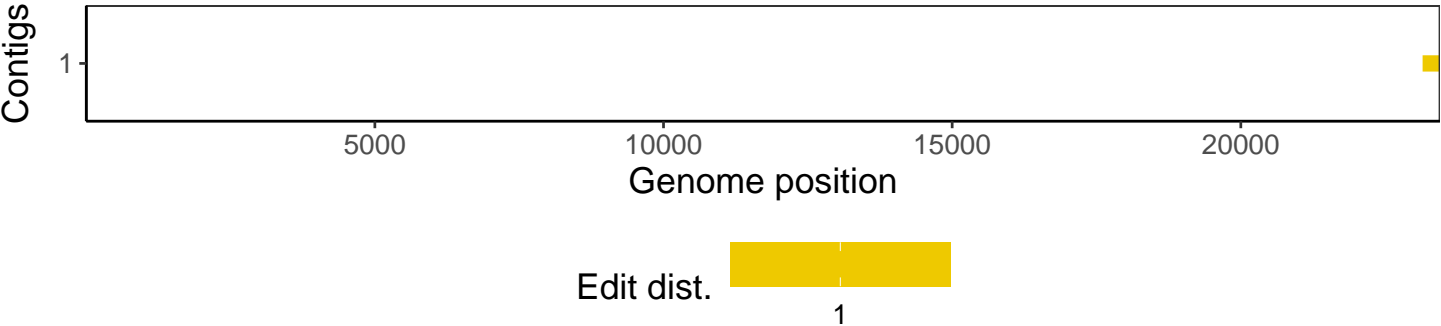 Contigs
1
5000 10000 15000 20000
Genome position
Edit dist.
1